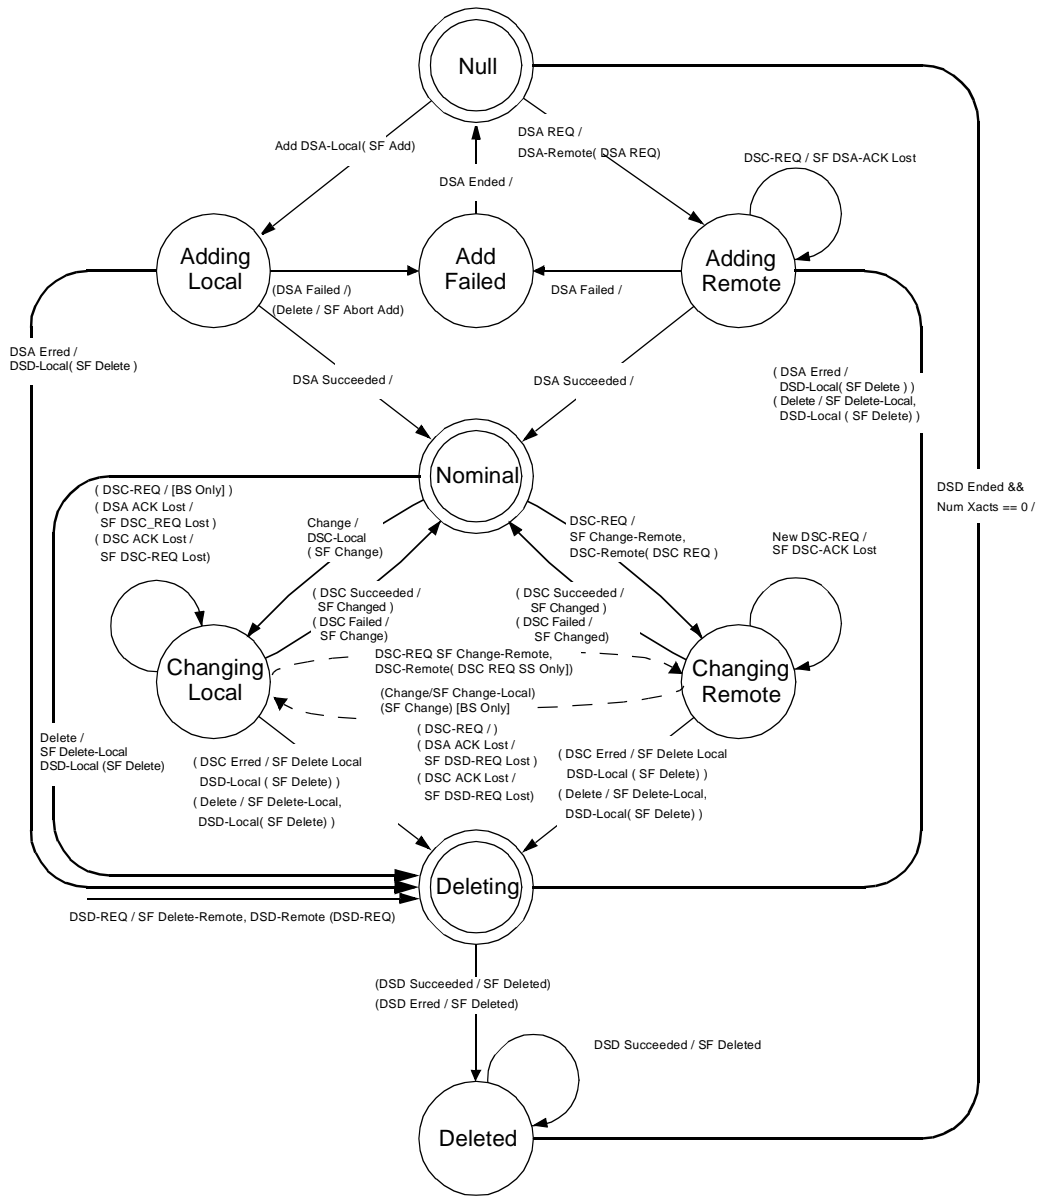 Null
Add DSA-Local( SF Add)
DSA REQ /
DSA-Remote( DSA REQ)
DSC-REQ / SF DSA-ACK Lost
DSA Ended /
Adding
Local
Add
Failed
Adding
Remote
(DSA Failed /)
(Delete / SF Abort Add)
DSA Failed /
DSA Erred /
DSD-Local( SF Delete )
DSA Succeeded /
DSA Succeeded /
( DSA Erred /
DSD-Local( SF Delete ) )
( Delete / SF Delete-Local,
DSD-Local ( SF Delete) )
Nominal
( DSC-REQ / [BS Only] )
( DSA ACK Lost /
SF DSC_REQ Lost )
( DSC ACK Lost /
SF DSC-REQ Lost)
Change /
DSC-Local
( SF Change)
DSC-REQ /
SF Change-Remote,
DSC-Remote( DSC REQ )
New DSC-REQ /
SF DSC-ACK Lost
DSD Ended &&
Num Xacts == 0 /
( DSC Succeeded /
SF Changed )
( DSC Failed /
SF Change)
( DSC Succeeded /
SF Changed )
( DSC Failed /
SF Changed)
Changing
Local
DSC-REQ SF Change-Remote,
DSC-Remote( DSC REQ SS Only])
Changing
Remote
(Change/SF Change-Local)
(SF Change) [BS Only]
Delete /
SF Delete-Local
DSD-Local (SF Delete)
( DSC Erred / SF Delete Local
DSD-Local ( SF Delete) )
( Delete / SF Delete-Local,
DSD-Local( SF Delete) )
( DSC-REQ / )
( DSA ACK Lost /
SF DSD-REQ Lost )
( DSC ACK Lost /
SF DSD-REQ Lost)
( DSC Erred / SF Delete Local
DSD-Local ( SF Delete) )
( Delete / SF Delete-Local,
DSD-Local( SF Delete) )
Deleting
DSD-REQ / SF Delete-Remote, DSD-Remote (DSD-REQ)
(DSD Succeeded / SF Deleted)
(DSD Erred / SF Deleted)
DSD Succeeded / SF Deleted
Deleted